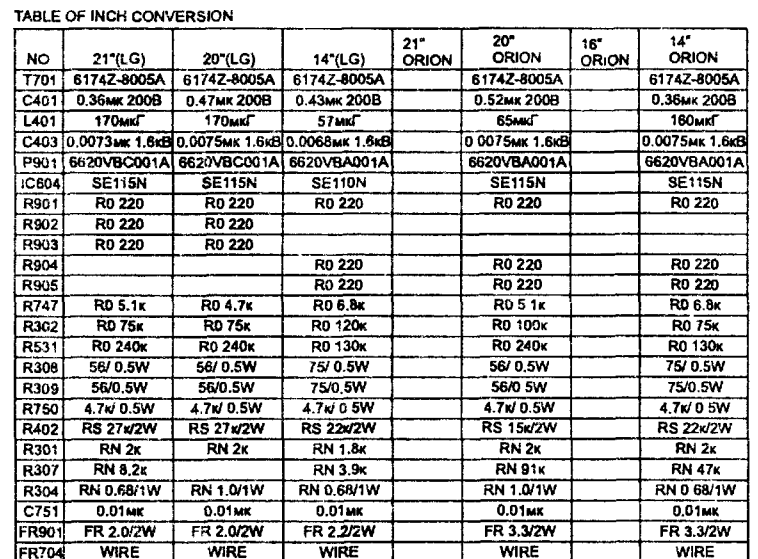 TABLE OF INCH CONVERSION
NO 21"(LG) 20"(LG) 14"(LG) 21" ORION 20" ORION 16" ORION 14" ORION
T701 6174Z-8005A 6174Z-8005A 6174Z-8005A 6174Z-8005A 6174Z-8005A
C401 0.36мк 200В 0.47мк 200В 0.43мк 200В 0.52мк 200В 0.36мк 200В
L401 170мкГ 170мкГ 57мкГ 65мкГ 160мкГ
C403 0.0073мк 1.6кВ 0.0075мк 1.6кВ 0.0068мк 1.6кВ 0 0075мк 1.6кВ 0.0075мк 1.6кВ
P901 6620VBC001A 6620VBC001A 6620VBA001A 6620VBA001A 6620VBA001A
IC604 SE115N SE115N SE110N SE115N SE115N
R901 R0 220 R0 220 R0 220 R0 220 R0 220
R902 R0 220 R0 220
R903 R0 220 R0 220
R904 R0 220 R0 220 R0 220
R905 R0 220 R0 220 R0 220
R747 RD 5.1к R0 4.7к R0 6.8к R0 5 1к R0 6.8к
R302 R0 75к R0 75к R0 120к R0 100к R0 75к
R531 R0 240к R0 240к R0 130к R0 240к R0 130к
R308 56/ 0.5W 56/ 0.5W 75/ 0.5W 56/ 0.5W 75/ 0.5W
R309 56/0.5W 56/0.5W 75/0,5W 56/0 5W 75/0.5W
R750 4.7к/ 0.5W 4.7к/ 0.5W 4.7к/ 0 5W 4.7к/ 0 5W 4.7к/ 0 5W
R402 RS 27к/2W RS 27к/2W RS 22к/2W RS 15к/2W RS 22к/2W
R301 RN 2к RN 2к RN 1.8к RN 2к RN 2к
R307 RN 8,2к RN 3.9к RN 91к RN 47к
R304 RN 0.68/1W RN 1.0/1W RN 0.68/1W RN 1.0/1W RN 0 68/1W
C751 0.01мк 0.01мк 0.01мк 0.01мк 0.01мк
FR901 FR 2.0/2W FR 2.0/2W FR 2.2/2W FR 3.3/2W FR 3.3/2W
FR704 WIRE WIRE WIRE WIRE WIRE